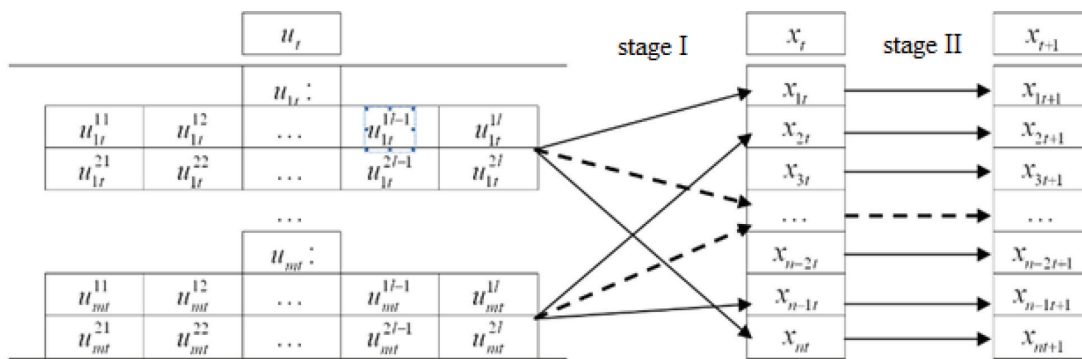 u_t stage I x_t stage II x_{t+1}
u_{1t} : x_{1t} x_{1t+1}
u_{1t}^{11} u_{1t}^{12} … u_{1t}^{1l-1} u_{1t}^{1l} x_{2t} x_{2t+1}
u_{1t}^{21} u_{1t}^{22} … u_{1t}^{2l-1} u_{1t}^{2l} x_{3t} x_{3t+1}
… … …
u_{mt} : x_{n-2t} x_{n-2t+1}
u_{mt}^{11} u_{mt}^{12} … u_{mt}^{1l-1} u_{mt}^{1l} x_{n-1t} x_{n-1t+1}
u_{mt}^{21} u_{mt}^{22} … u_{mt}^{2l-1} u_{mt}^{2l} x_{nt} x_{nt+1}